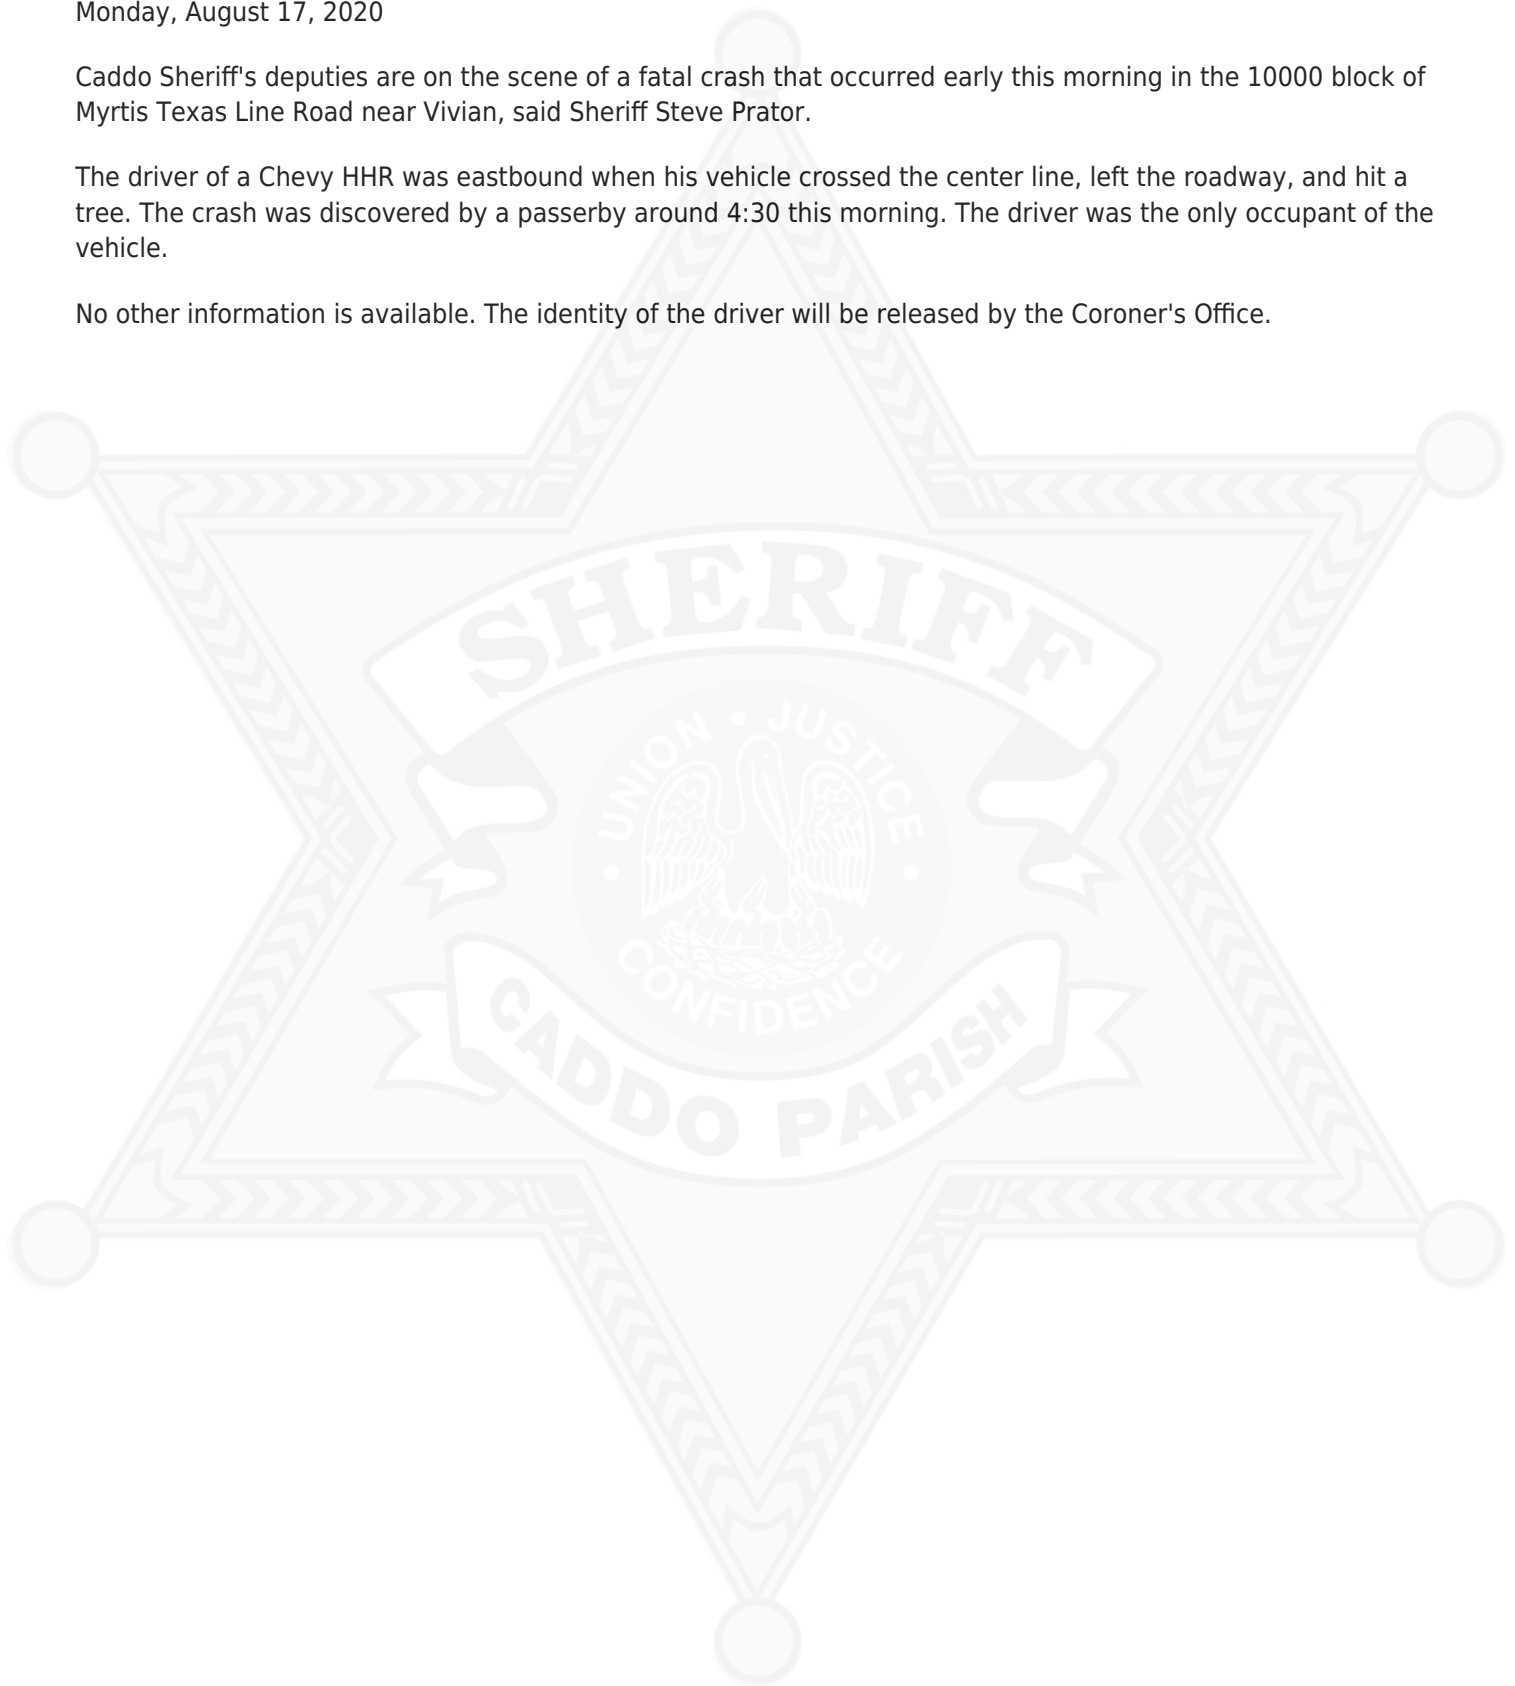 Monday, August 17, 2020
Caddo Sheriff's deputies are on the scene of a fatal crash that occurred early this morning in the 10000 block of
Myrtis Texas Line Road near Vivian, said Sheriff Steve Prator.
The driver of a Chevy HHR was eastbound when his vehicle crossed the center line, left the roadway, and hit a
tree. The crash was discovered by a passerby around 4:30 this morning. The driver was the only occupant of the
vehicle.
No other information is available. The identity of the driver will be released by the Coroner's Office.
SHERIFF
UNION • JUSTICE
• CONFIDENCE •
CADDO PARISH